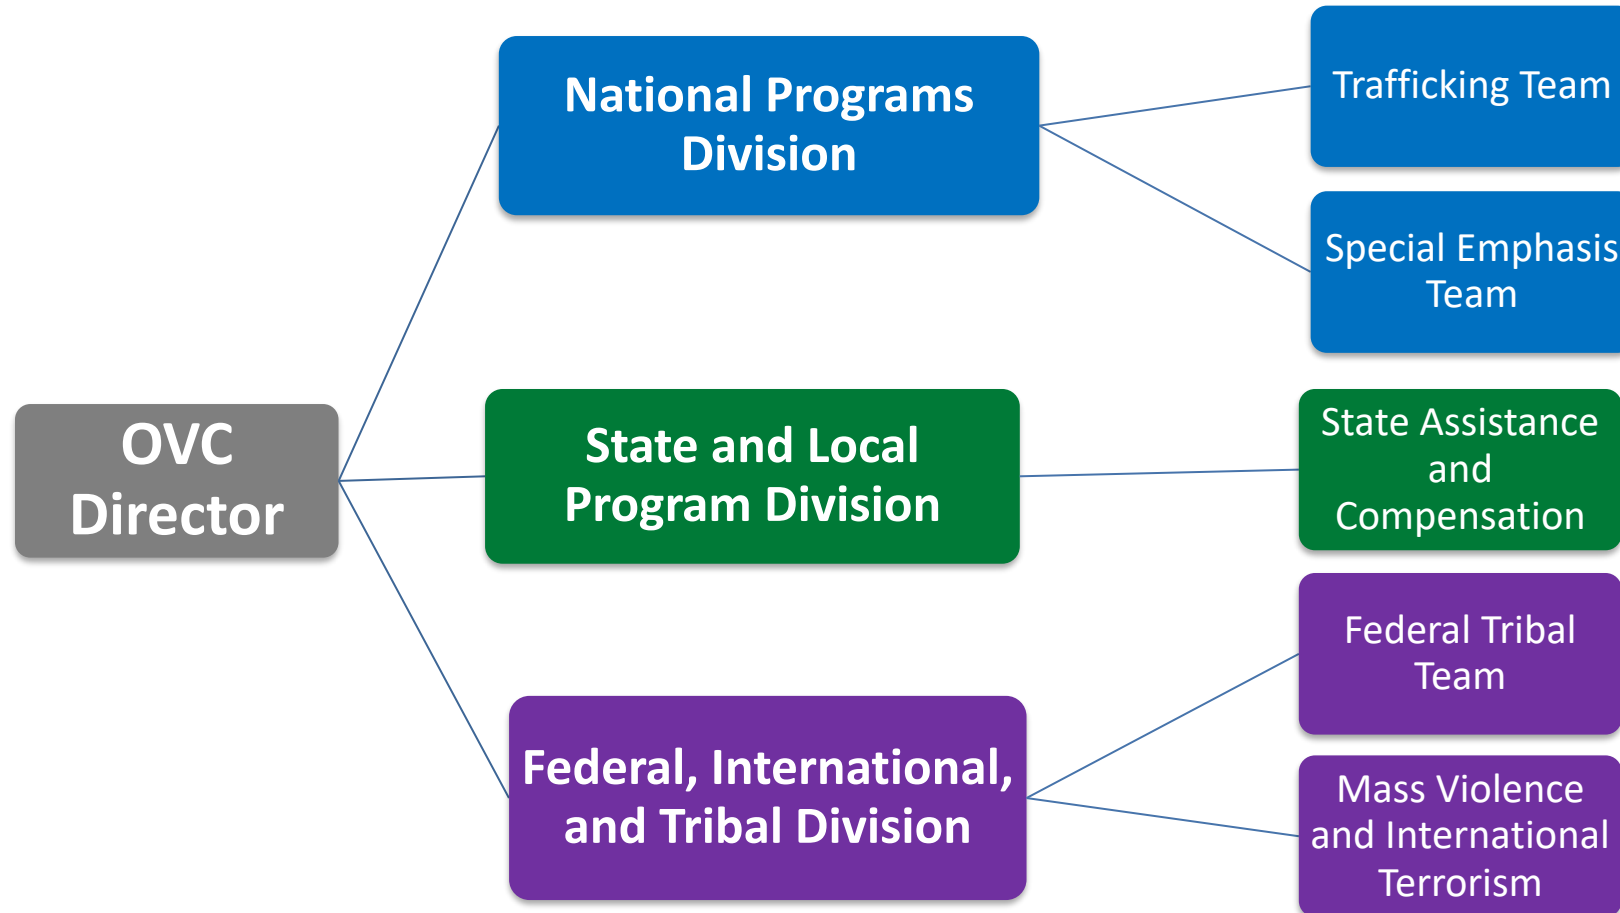 OVC
Director
National Programs
Division
Trafficking Team
Special Emphasis
Team
State and Local
Program Division
State Assistance
and
Compensation
Federal, International,
and Tribal Division
Federal Tribal
Team
Mass Violence
and International
Terrorism